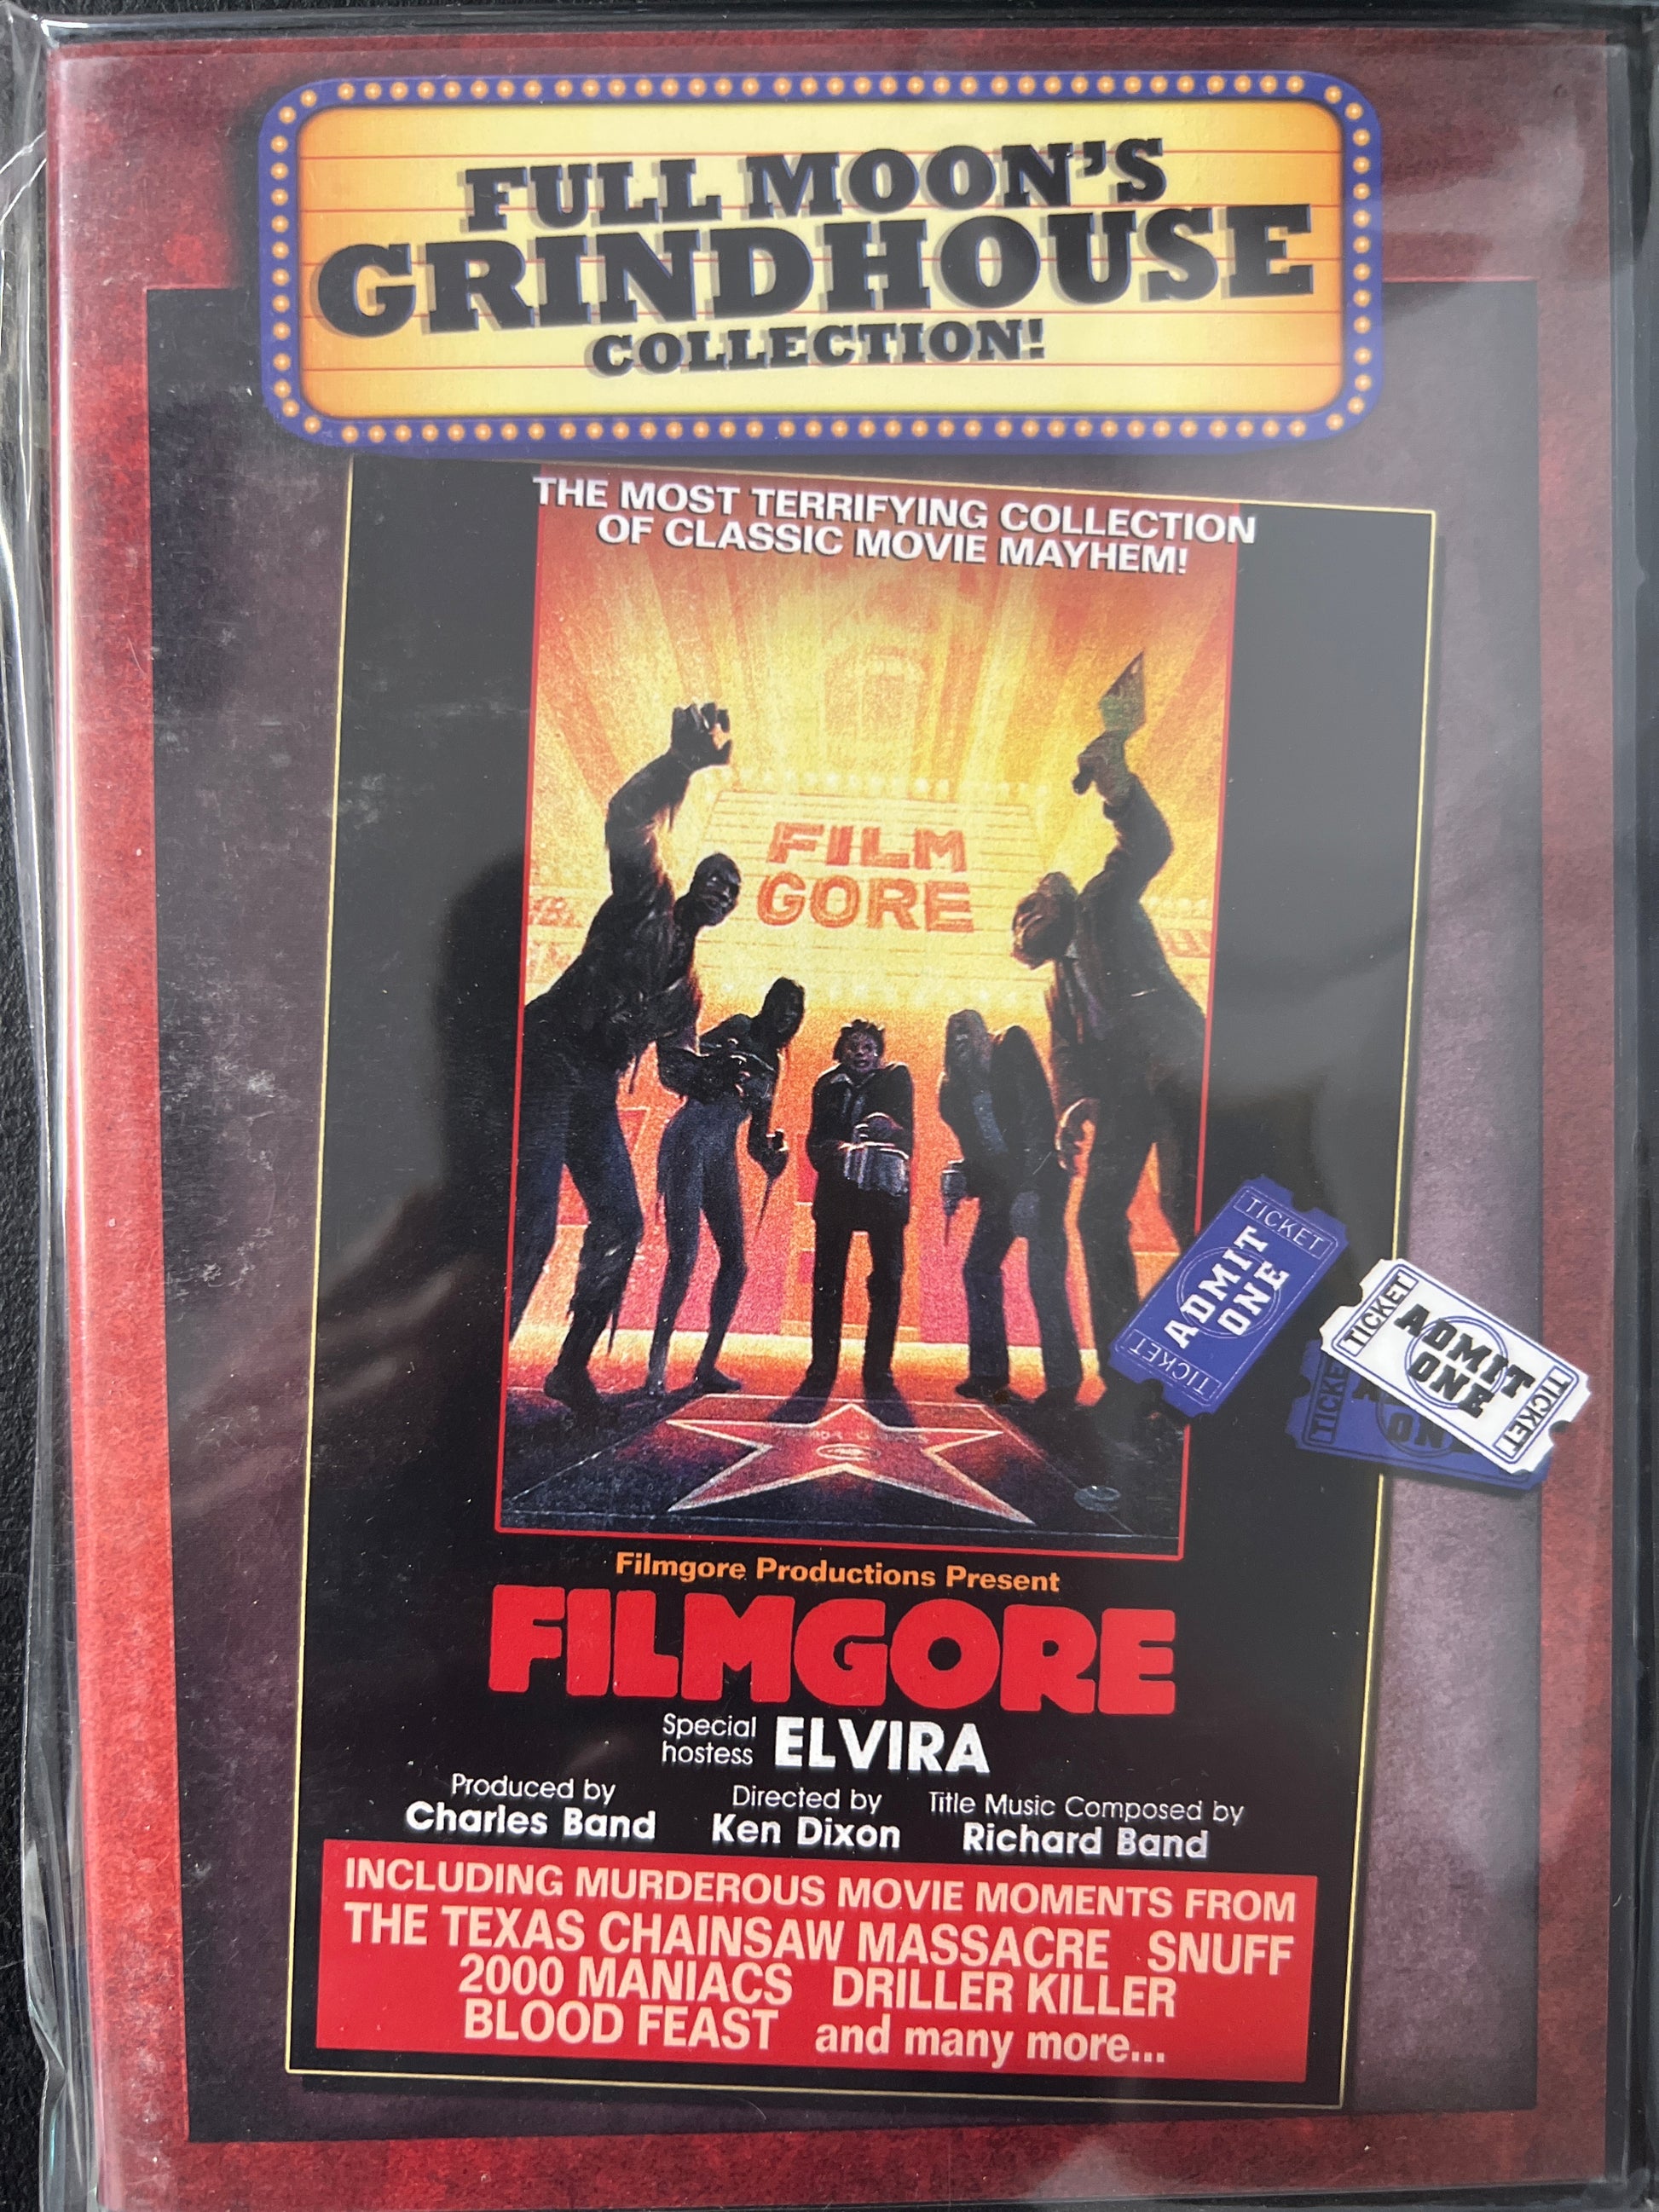 FULL MOON'S
GRINDHOUSE
COLLECTION!
THE MOST TERRIFYING COLLECTION
OF CLASSIC MOVIE MAYHEM!
FILM
GORE
TICKET
ADMIT
ONE
TICKET
TICKET
ADMIT
ONE
TICKET
TICKET
Filmgore Productions Present
FILMGORE
Special
hostess ELVIRA
Produced by
Charles Band
Directed by
Ken Dixon
Title Music Composed by
Richard Band
INCLUDING MURDEROUS MOVIE MOMENTS FROM
THE TEXAS CHAINSAW MASSACRE SNUFF
2000 MANIACS DRILLER KILLER
BLOOD FEAST and many more...